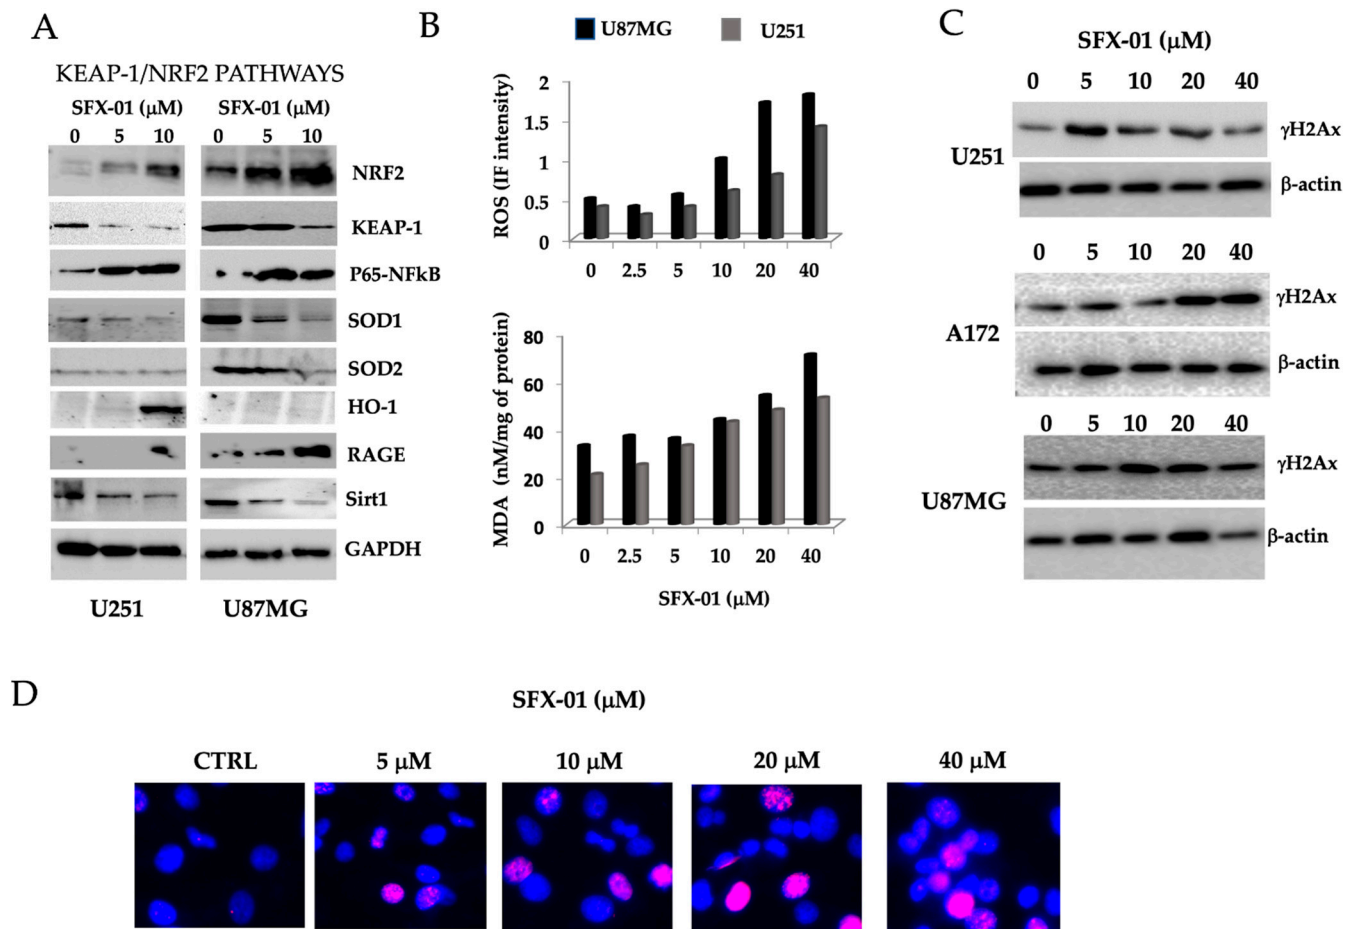 A
KEAP-1/NRF2 PATHWAYS
SFX-01 (μM) SFX-01 (μM)
0 5 10 0 5 10
NRF2
KEAP-1
P65-NFkB
SOD1
SOD2
HO-1
RAGE
Sirt1
GAPDH
U251 U87MG
B
U87MG U251
ROS (IF intensity)
2
1.5
1
0.5
0
0 2.5 5 10 20 40
MDA (nM/mg of protein)
80
60
40
20
0
0 2.5 5 10 20 40
SFX-01 (μM)
C
SFX-01 (μM)
0 5 10 20 40
γH2Ax
U251
β-actin
0 5 10 20 40
γH2Ax
A172
β-actin
0 5 10 20 40
γH2Ax
U87MG
β-actin
D
SFX-01 (μM)
CTRL 5 μM 10 μM 20 μM 40 μM